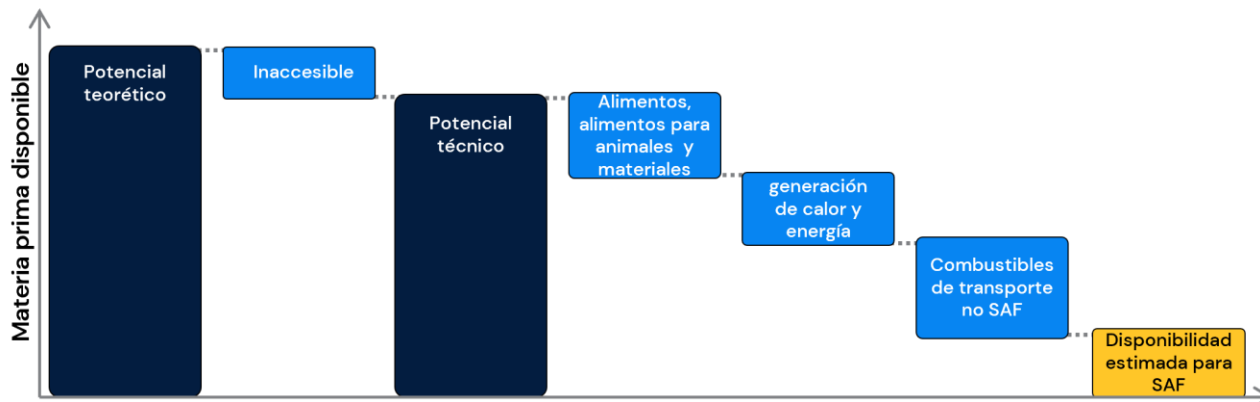 Materia prima disponible
Potencial
teorético
Inaccesible
Potencial
técnico
Alimentos,
alimentos para
animales y
materiales
generación
de calor y
energía
Combustibles
de transporte
no SAF
Disponibilidad
estimada para
SAF